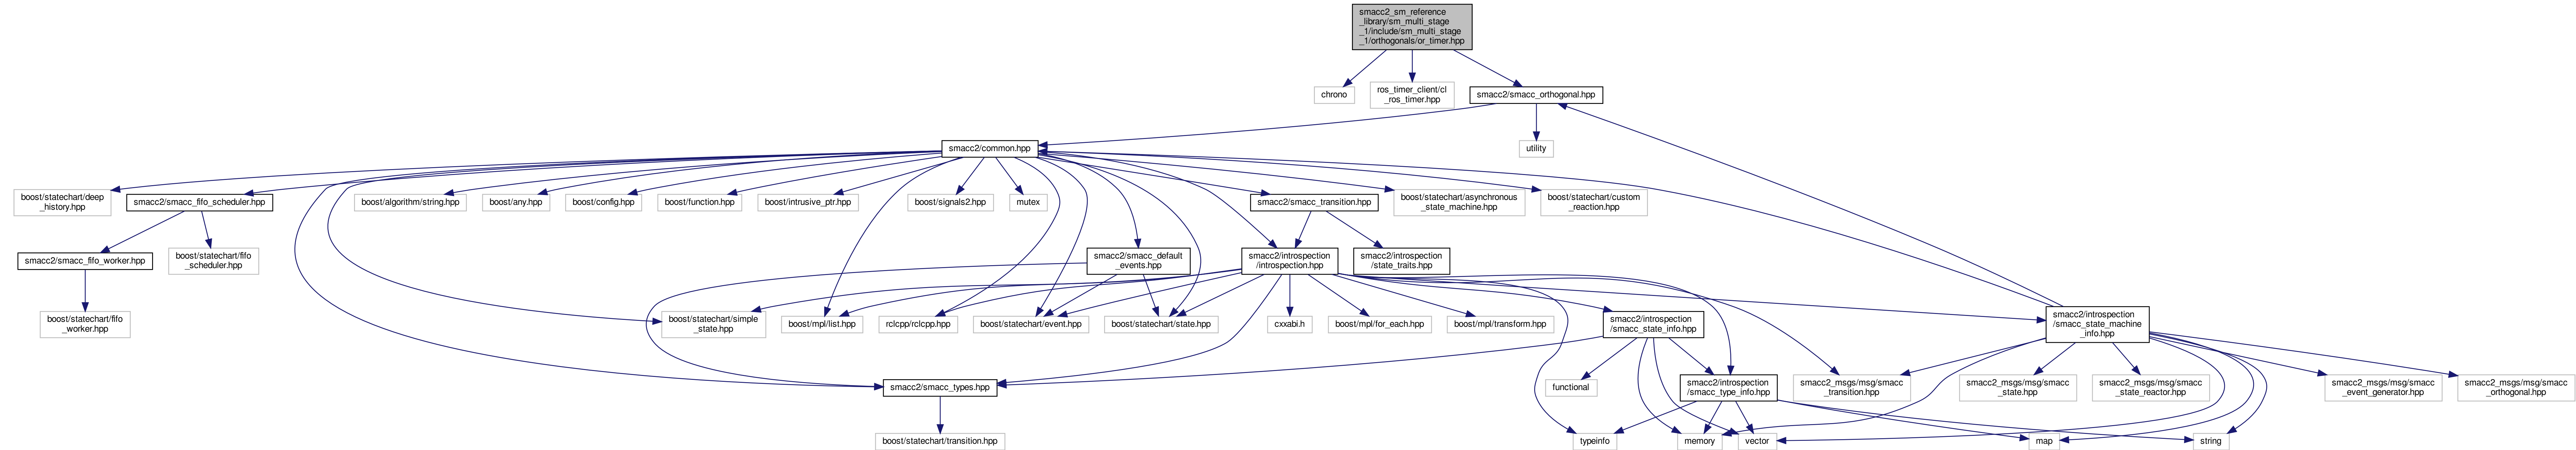 smacc2_sm_reference
_library/sm_multi_stage
_1/include/sm_multi_stage
_1/orthogonals/or_timer.hpp
chrono
ros_timer_client/cl
_ros_timer.hpp
smacc2/smacc_orthogonal.hpp
smacc2/common.hpp
utility
boost/statechart/deep
_history.hpp
smacc2/smacc_fifo_scheduler.hpp
boost/algorithm/string.hpp
boost/any.hpp
boost/config.hpp
boost/function.hpp
boost/intrusive_ptr.hpp
boost/signals2.hpp
mutex
smacc2/smacc_transition.hpp
boost/statechart/asynchronous
_state_machine.hpp
boost/statechart/custom
_reaction.hpp
smacc2/smacc_fifo_worker.hpp
boost/statechart/fifo
_scheduler.hpp
smacc2/smacc_default
_events.hpp
smacc2/introspection
/introspection.hpp
smacc2/introspection
/state_traits.hpp
boost/statechart/fifo
_worker.hpp
boost/statechart/simple
_state.hpp
boost/mpl/list.hpp
rclcpp/rclcpp.hpp
boost/statechart/event.hpp
boost/statechart/state.hpp
cxxabi.h
boost/mpl/for_each.hpp
boost/mpl/transform.hpp
smacc2/introspection
/smacc_state_info.hpp
smacc2/introspection
/smacc_state_machine
_info.hpp
smacc2/smacc_types.hpp
functional
smacc2/introspection
/smacc_type_info.hpp
smacc2_msgs/msg/smacc
_transition.hpp
smacc2_msgs/msg/smacc
_state.hpp
smacc2_msgs/msg/smacc
_state_reactor.hpp
smacc2_msgs/msg/smacc
_event_generator.hpp
smacc2_msgs/msg/smacc
_orthogonal.hpp
boost/statechart/transition.hpp
typeinfo
memory
vector
map
string